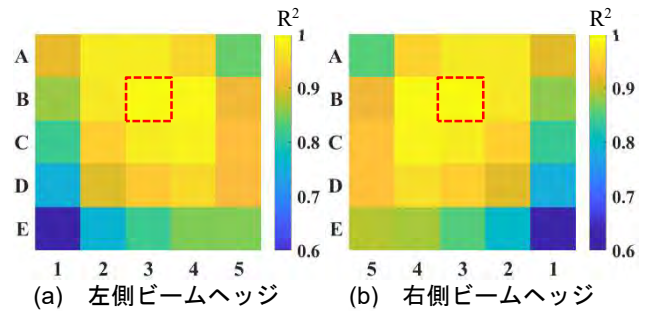 R² R²
A 1 A 1
B 0.9 B 0.9
C 0.8 C 0.8
D 0.7 D 0.7
E 0.6 E 0.6
1 2 3 4 5 5 4 3 2 1
(a) 左側ビームヘッジ (b) 右側ビームヘッジ